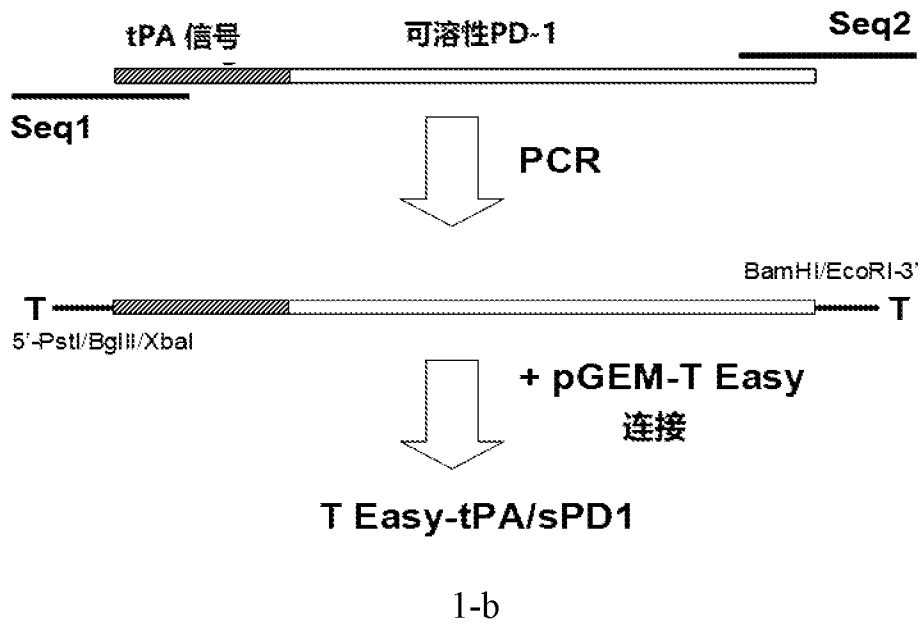 tPA 信号
可溶性PD-1
Seq2
Seq1
PCR
BamHI/EcoRI-3'
T
T
5'-PstI/BglII/XbaI
+ pGEM-T Easy
连接
T Easy-tPA/sPD1
1-b